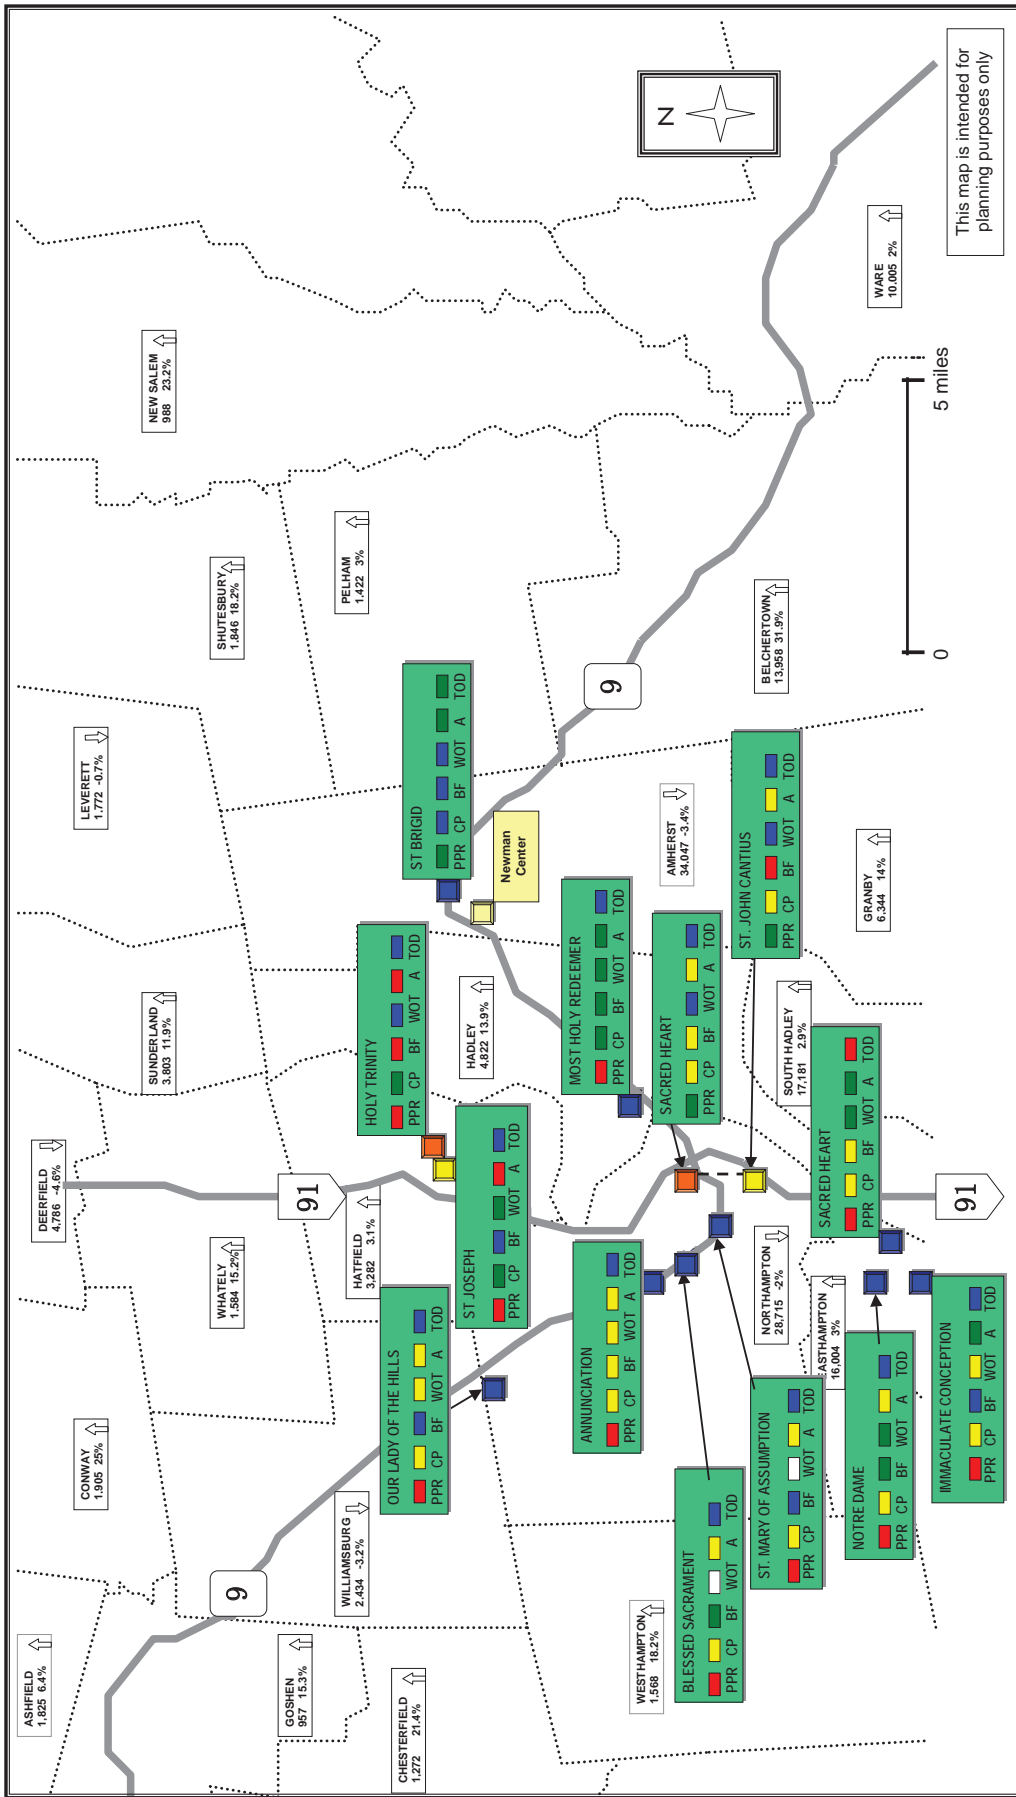 ASHFIELD
1,825 6.4%
CONWAY
1.905 25%
DEERFIELD
4.786 -4.6%
SUNDERLAND
3.803 11.9%
LEVERETT
1.772 -0.7%
NEW SALEM
988 23.2%
WHATELY
1.584 15.2%
SHUTESBURY
1.846 18.2%
GOSHEN
957 15.3%
WILLIAMSBURG
2.434 -3.2%
HATFIELD
3,282 3.1%
PELHAM
1.422 3%
CHESTERFIELD
1,272 21.4%
9
91
OUR LADY OF THE HILLS
PPR CP BF WOT A TOD
HOLY TRINITY
PPR CP BF WOT A TOD
ST BRIGID
PPR CP BF WOT A TOD
ST JOSEPH
PPR CP BF WOT A TOD
HADLEY
4,822 13.9%
Newman
Center
N
9
ANNUNCIATION
PPR CP BF WOT A TOD
MOST HOLY REDEEMER
PPR CP BF WOT A TOD
WESTHAMPTON
1.568 18.2%
SACRED HEART
PPR CP BF WOT A TOD
AMHERST
34.047 -3.4%
BLESSED SACRAMENT
PPR CP BF WOT A TOD
ST. JOHN CANTIUS
PPR CP BF WOT A TOD
ST. MARY OF ASSUMPTION
PPR CP BF WOT A TOD
NORTHAMPTON
28,715 -2%
SOUTH HADLEY
17,181 2.9%
BELCHERTOWN
13,958 31.9%
EASTHAMPTON
16,004 3%
SACRED HEART
PPR CP BF WOT A TOD
GRANBY
6.344 14%
WARE
10.005 2%
NOTRE DAME
PPR CP BF WOT A TOD
IMMACULATE CONCEPTION
PPR CP BF WOT A TOD
91
0
5 miles
This map is intended for
planning purposes only